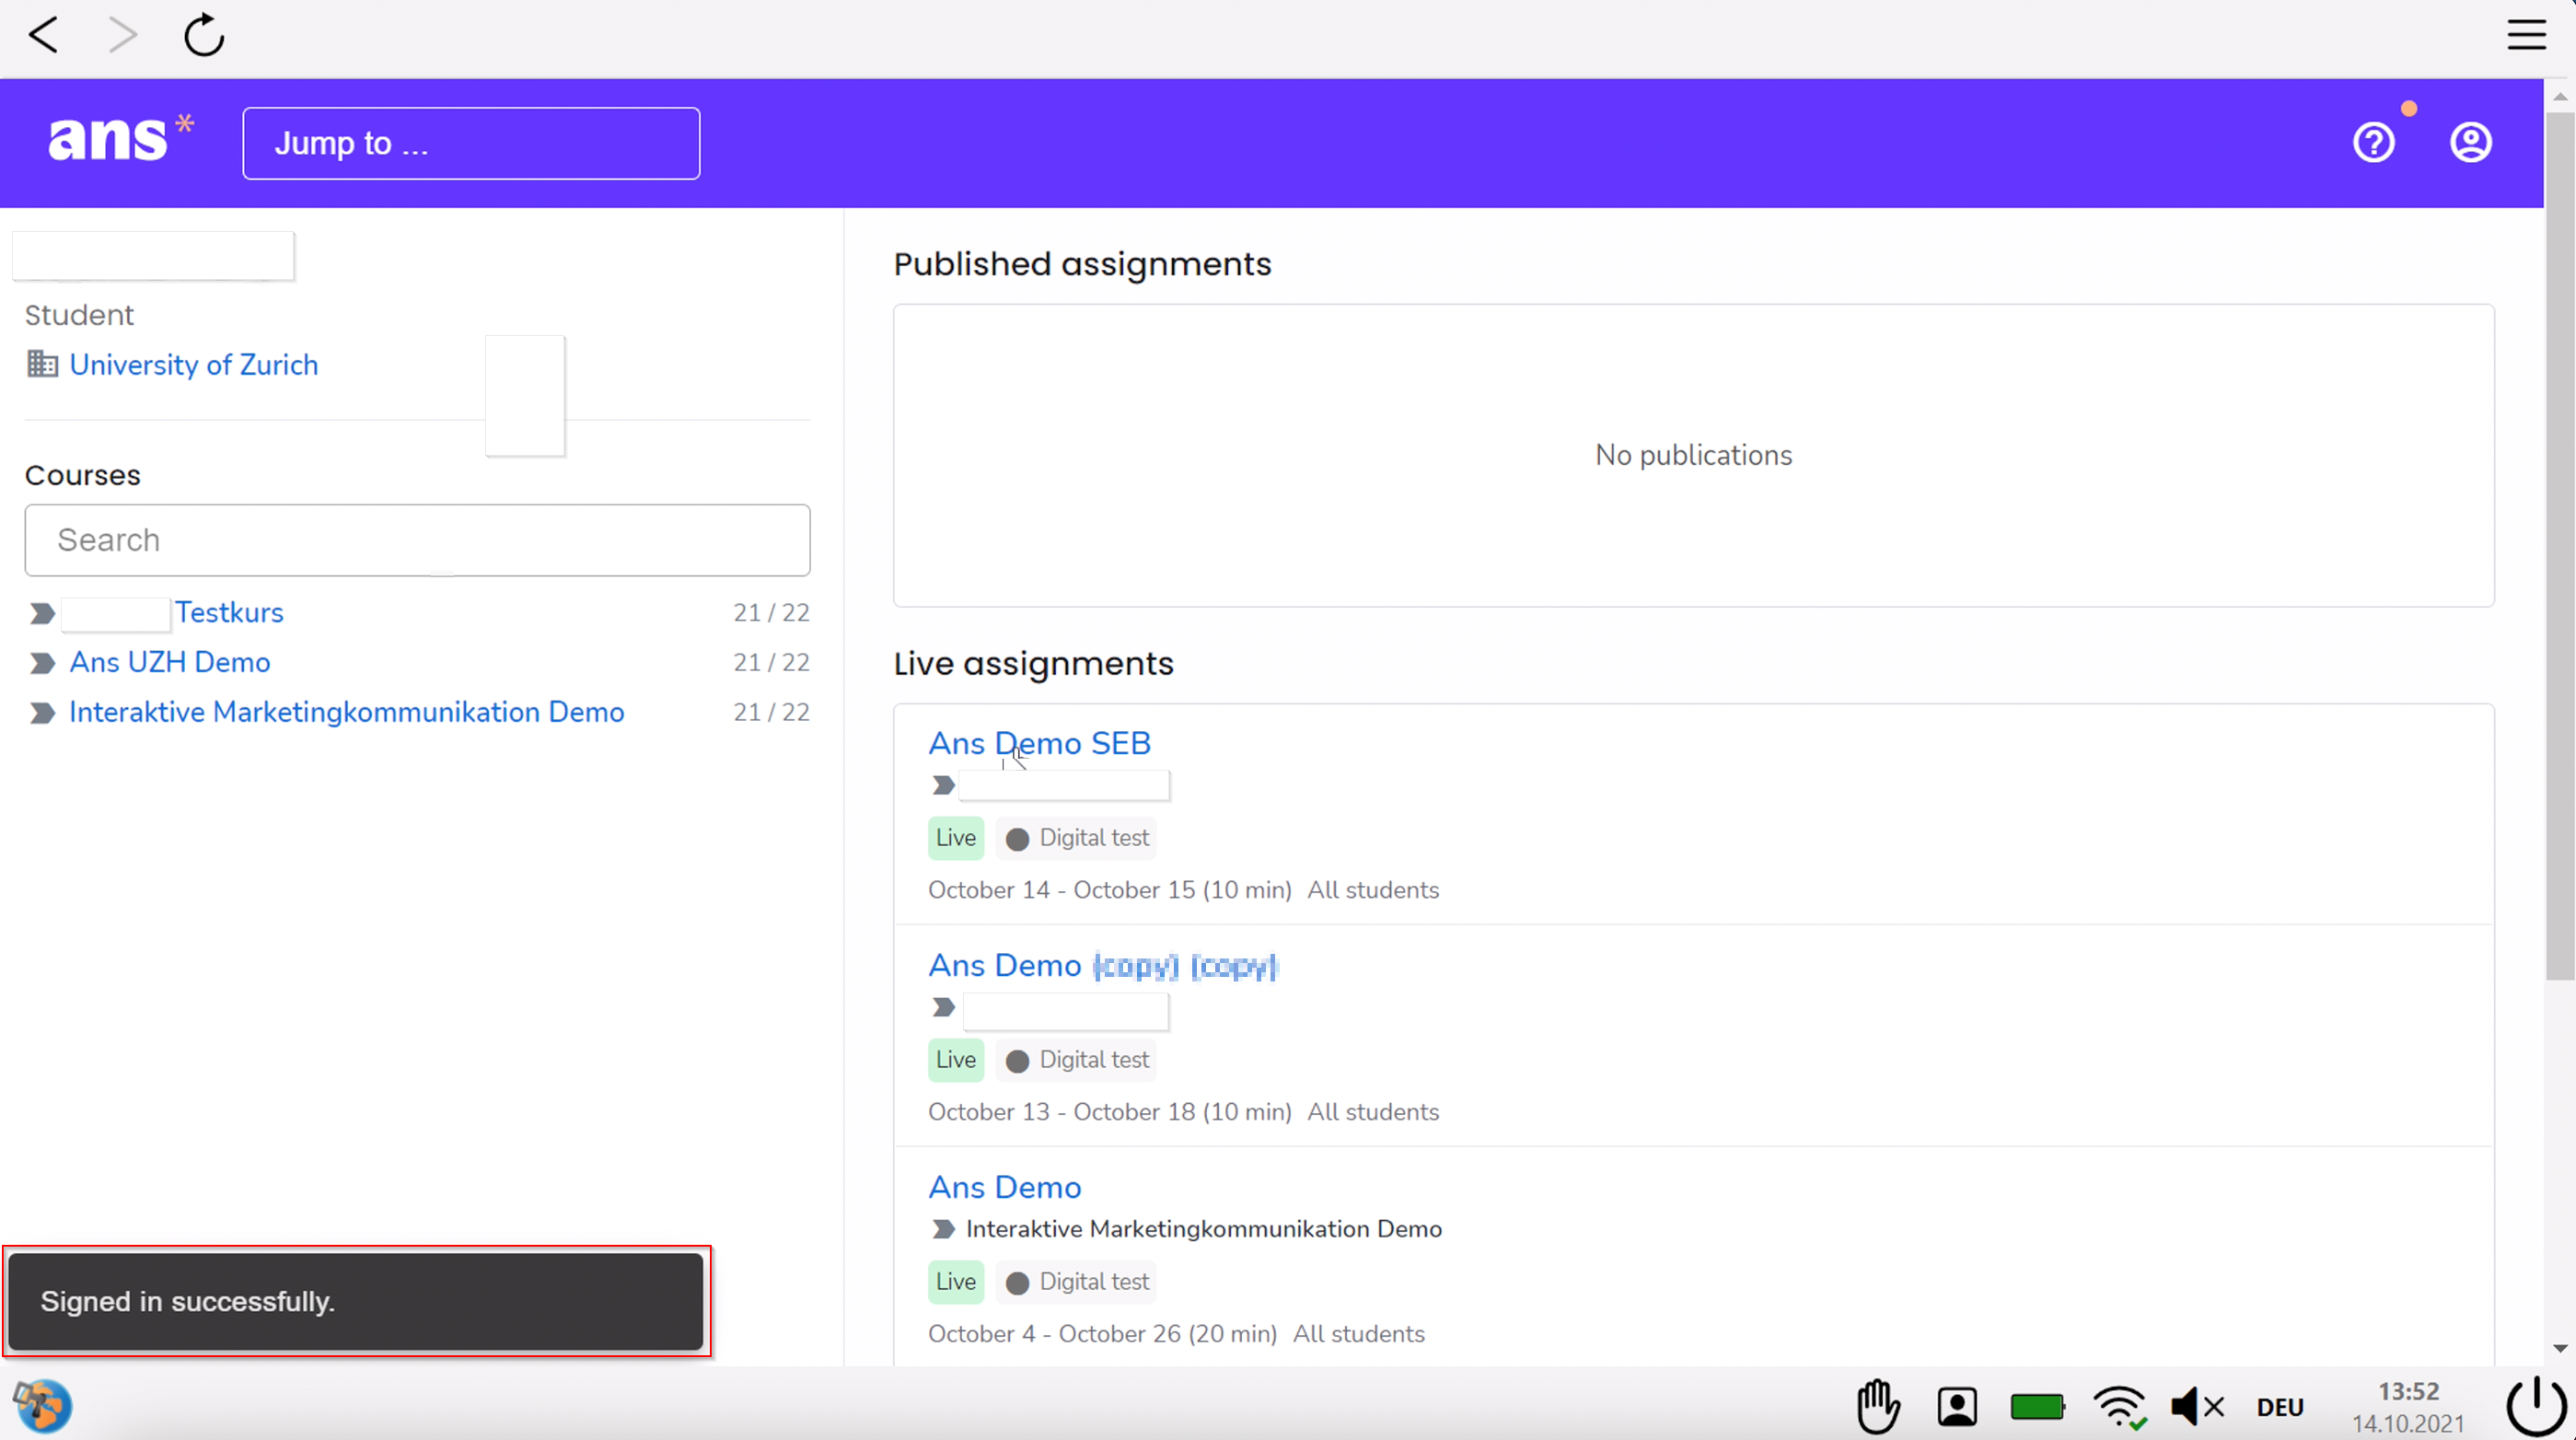 ans*
Jump to ...
Student
University of Zurich
Courses
Search
Testkurs 21 / 22
Ans UZH Demo 21 / 22
Interaktive Marketingkommunikation Demo 21 / 22
Published assignments
No publications
Live assignments
Ans Demo SEB
Live Digital test
October 14 - October 15 (10 min) All students
Ans Demo (copy) (copy)
Live Digital test
October 13 - October 18 (10 min) All students
Ans Demo
Interaktive Marketingkommunikation Demo
Live Digital test
October 4 - October 26 (20 min) All students
Signed in successfully.
DEU
13:52
14.10.2021